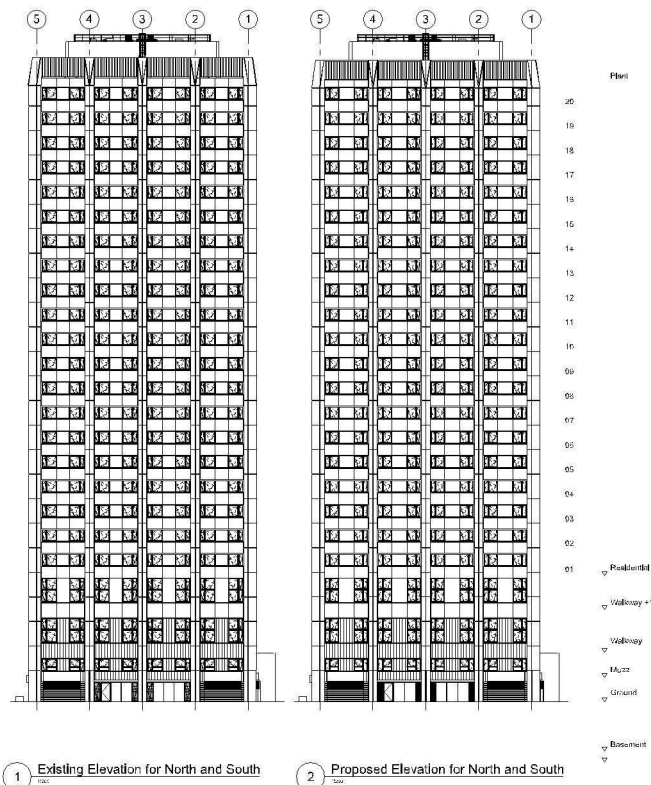 5 4 3 2 1 5 4 3 2 1
Plant
20
19
18
17
16
15
14
13
12
11
10
09
08
07
06
05
04
03
02
01
Residential
Walkway +1
Walkway
Mezz
Ground
Basement
1 Existing Elevation for North and South
2 Proposed Elevation for North and South